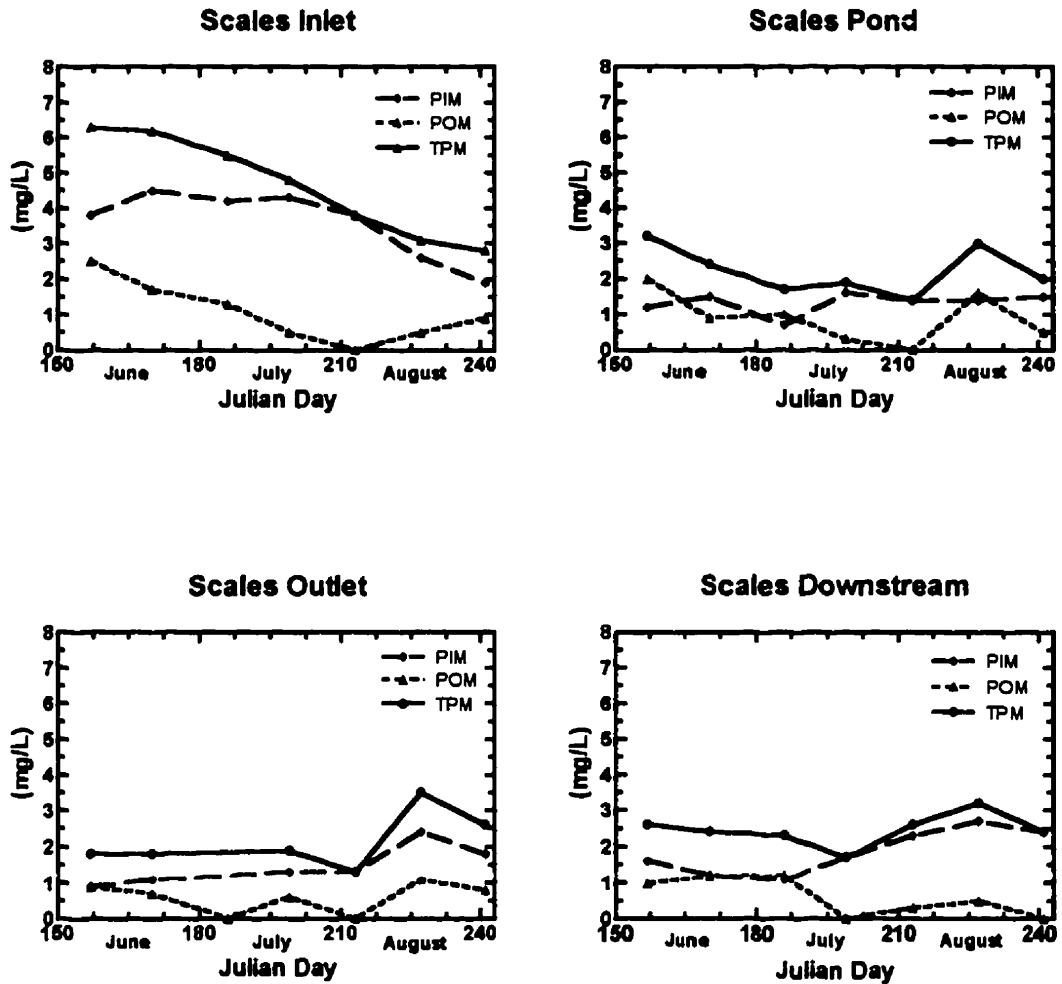 Scales Inlet
8
7
6
5
4
3
2
1
0
(mg/L)
PIM
POM
TPM
150 180 210 240
June July August
Julian Day
Scales Pond
8
7
6
5
4
3
2
1
0
(mg/L)
PIM
POM
TPM
150 180 210 240
June July August
Julian Day
Scales Outlet
8
7
6
5
4
3
2
1
0
(mg/L)
PIM
POM
TPM
150 180 210 240
June July August
Julian Day
Scales Downstream
8
7
6
5
4
3
2
1
0
(mg/L)
PIM
POM
TPM
150 180 210 240
June July August
Julian Day